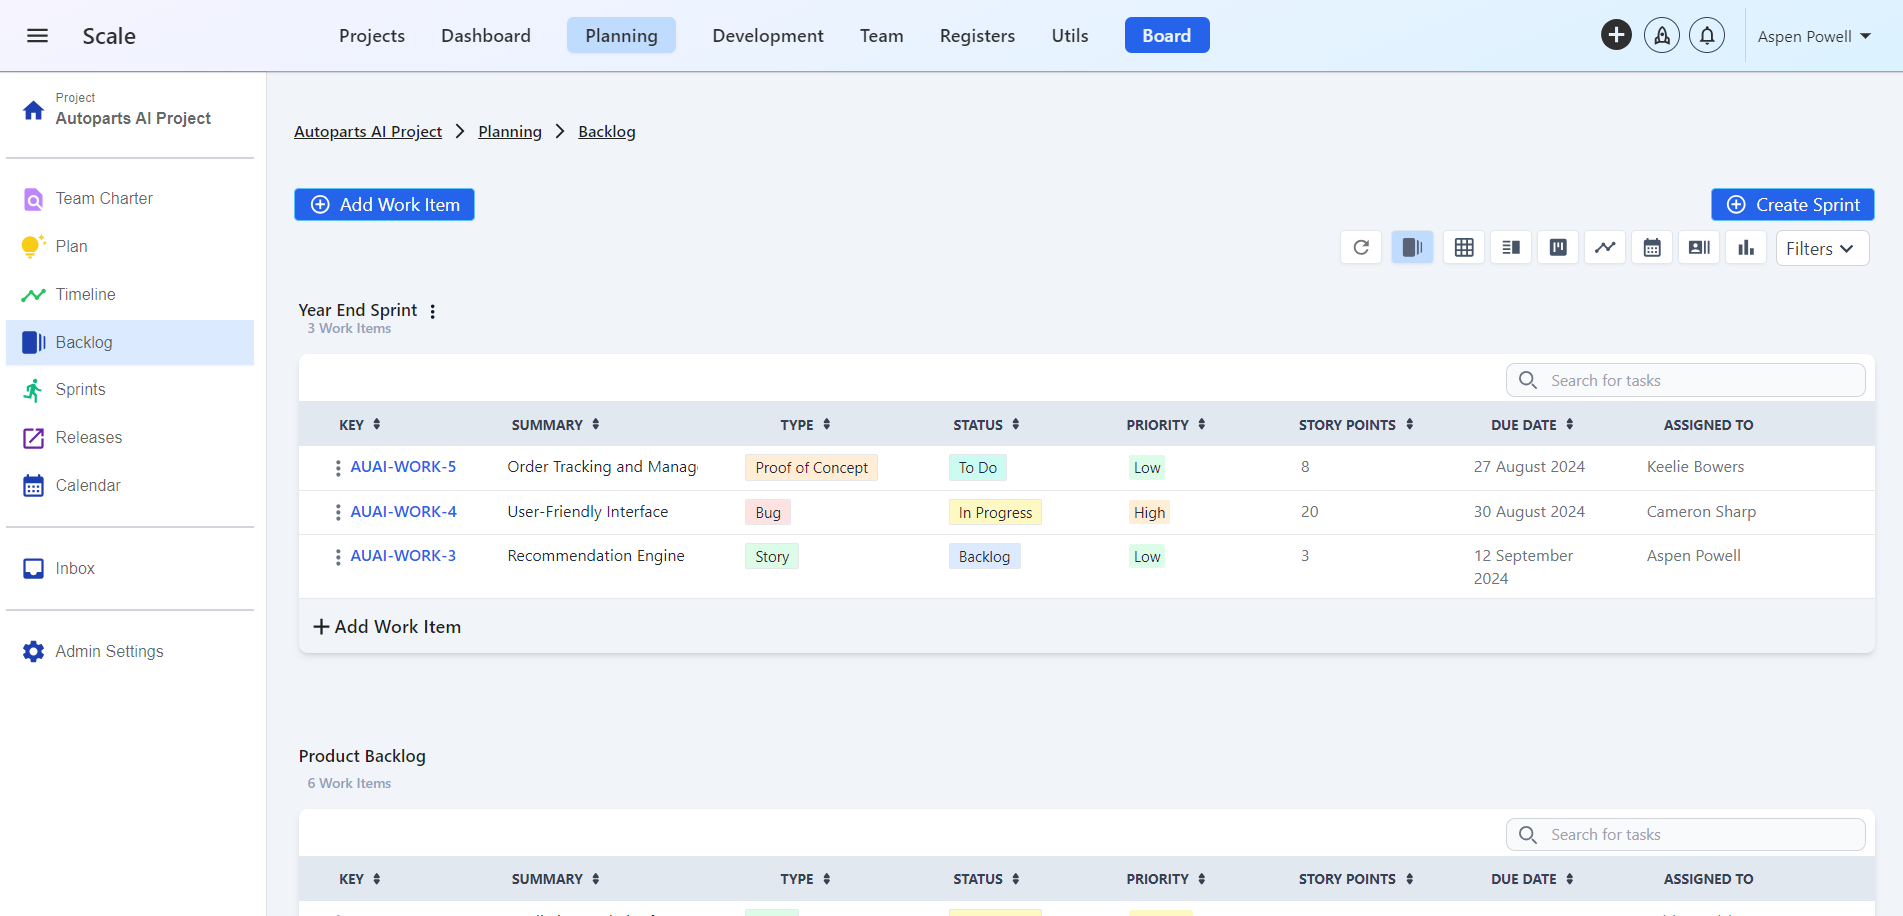 Scale
Projects Dashboard Planning Development Team Registers Utils Board
Aspen Powell
Project
Autoparts AI Project
Team Charter
Plan
Timeline
Backlog
Sprints
Releases
Calendar
Inbox
Admin Settings
Autoparts AI Project Planning Backlog
Add Work Item
Create Sprint
Filters
Year End Sprint
3 Work Items
Search for tasks
KEY SUMMARY TYPE STATUS PRIORITY STORY POINTS DUE DATE ASSIGNED TO
AUAI-WORK-5 Order Tracking and Manag Proof of Concept To Do Low 8 27 August 2024 Keelie Bowers
AUAI-WORK-4 User-Friendly Interface Bug In Progress High 20 30 August 2024 Cameron Sharp
AUAI-WORK-3 Recommendation Engine Story Backlog Low 3 12 September 2024 Aspen Powell
Add Work Item
Product Backlog
6 Work Items
Search for tasks
KEY SUMMARY TYPE STATUS PRIORITY STORY POINTS DUE DATE ASSIGNED TO